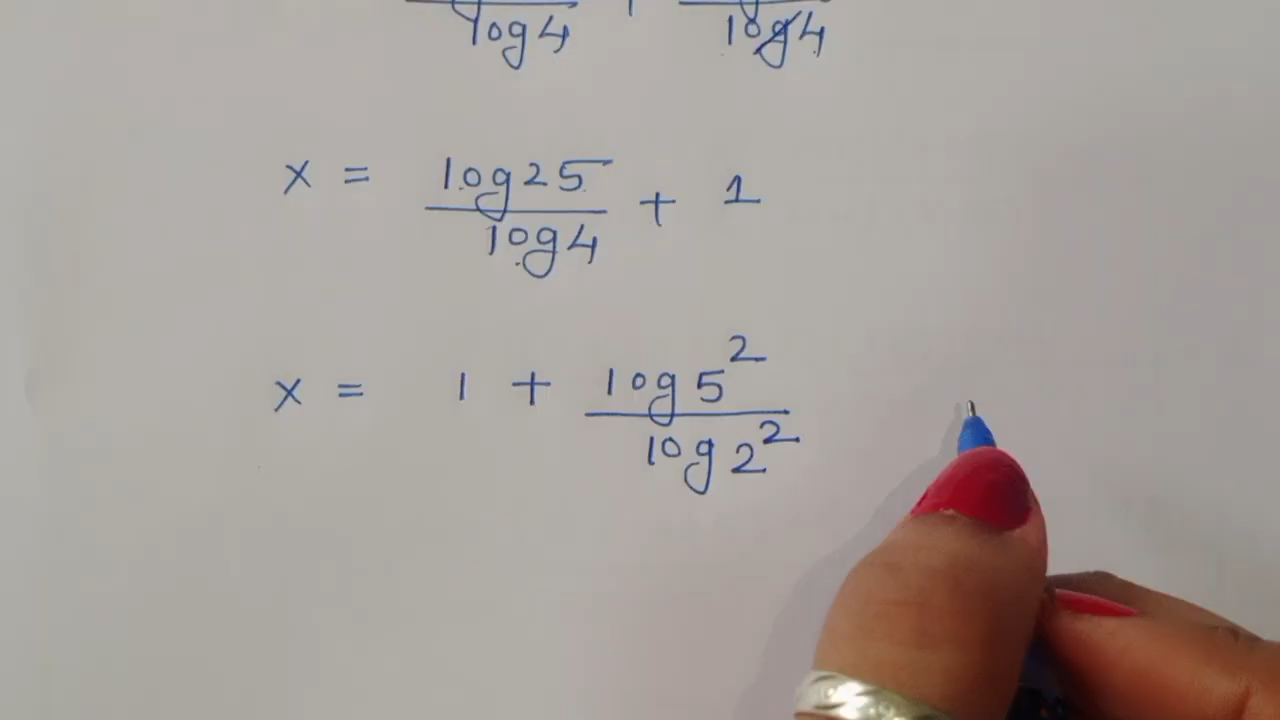 log4 + log4
x = log25/log4 + 1
x = 1 + log5²/log2²